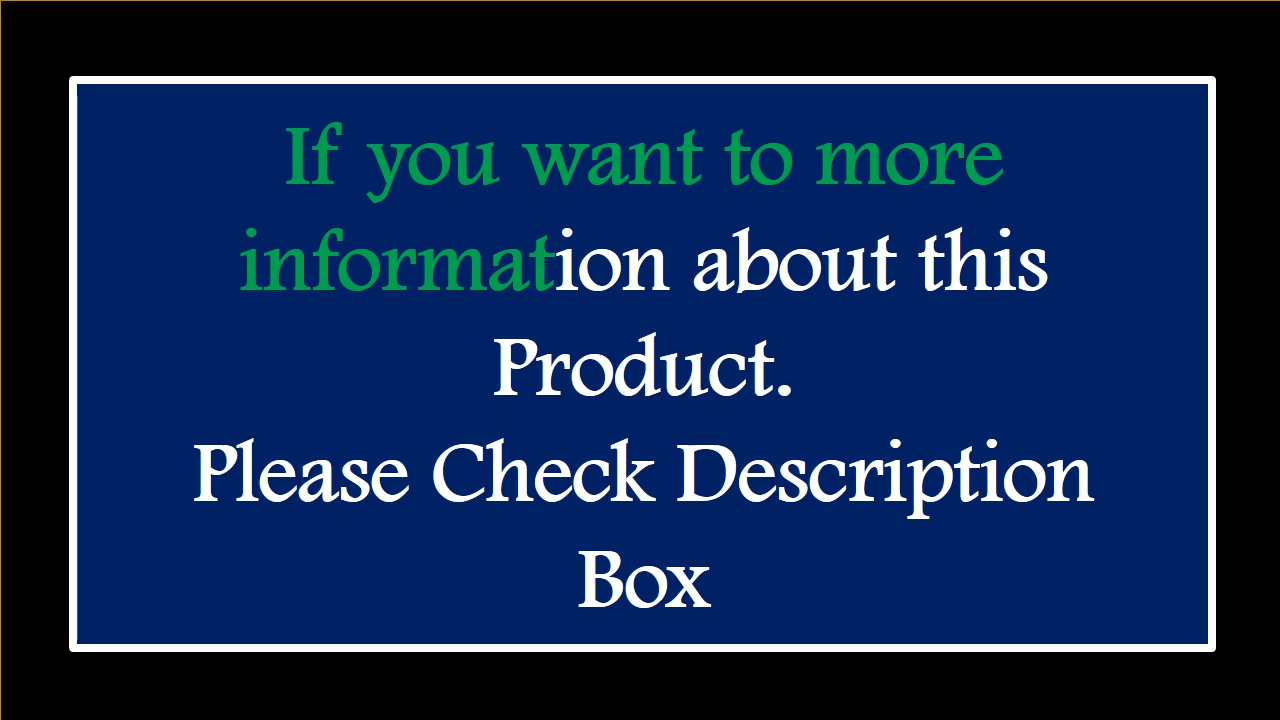 If you want to more
information about this
Product.
Please Check Description
Box